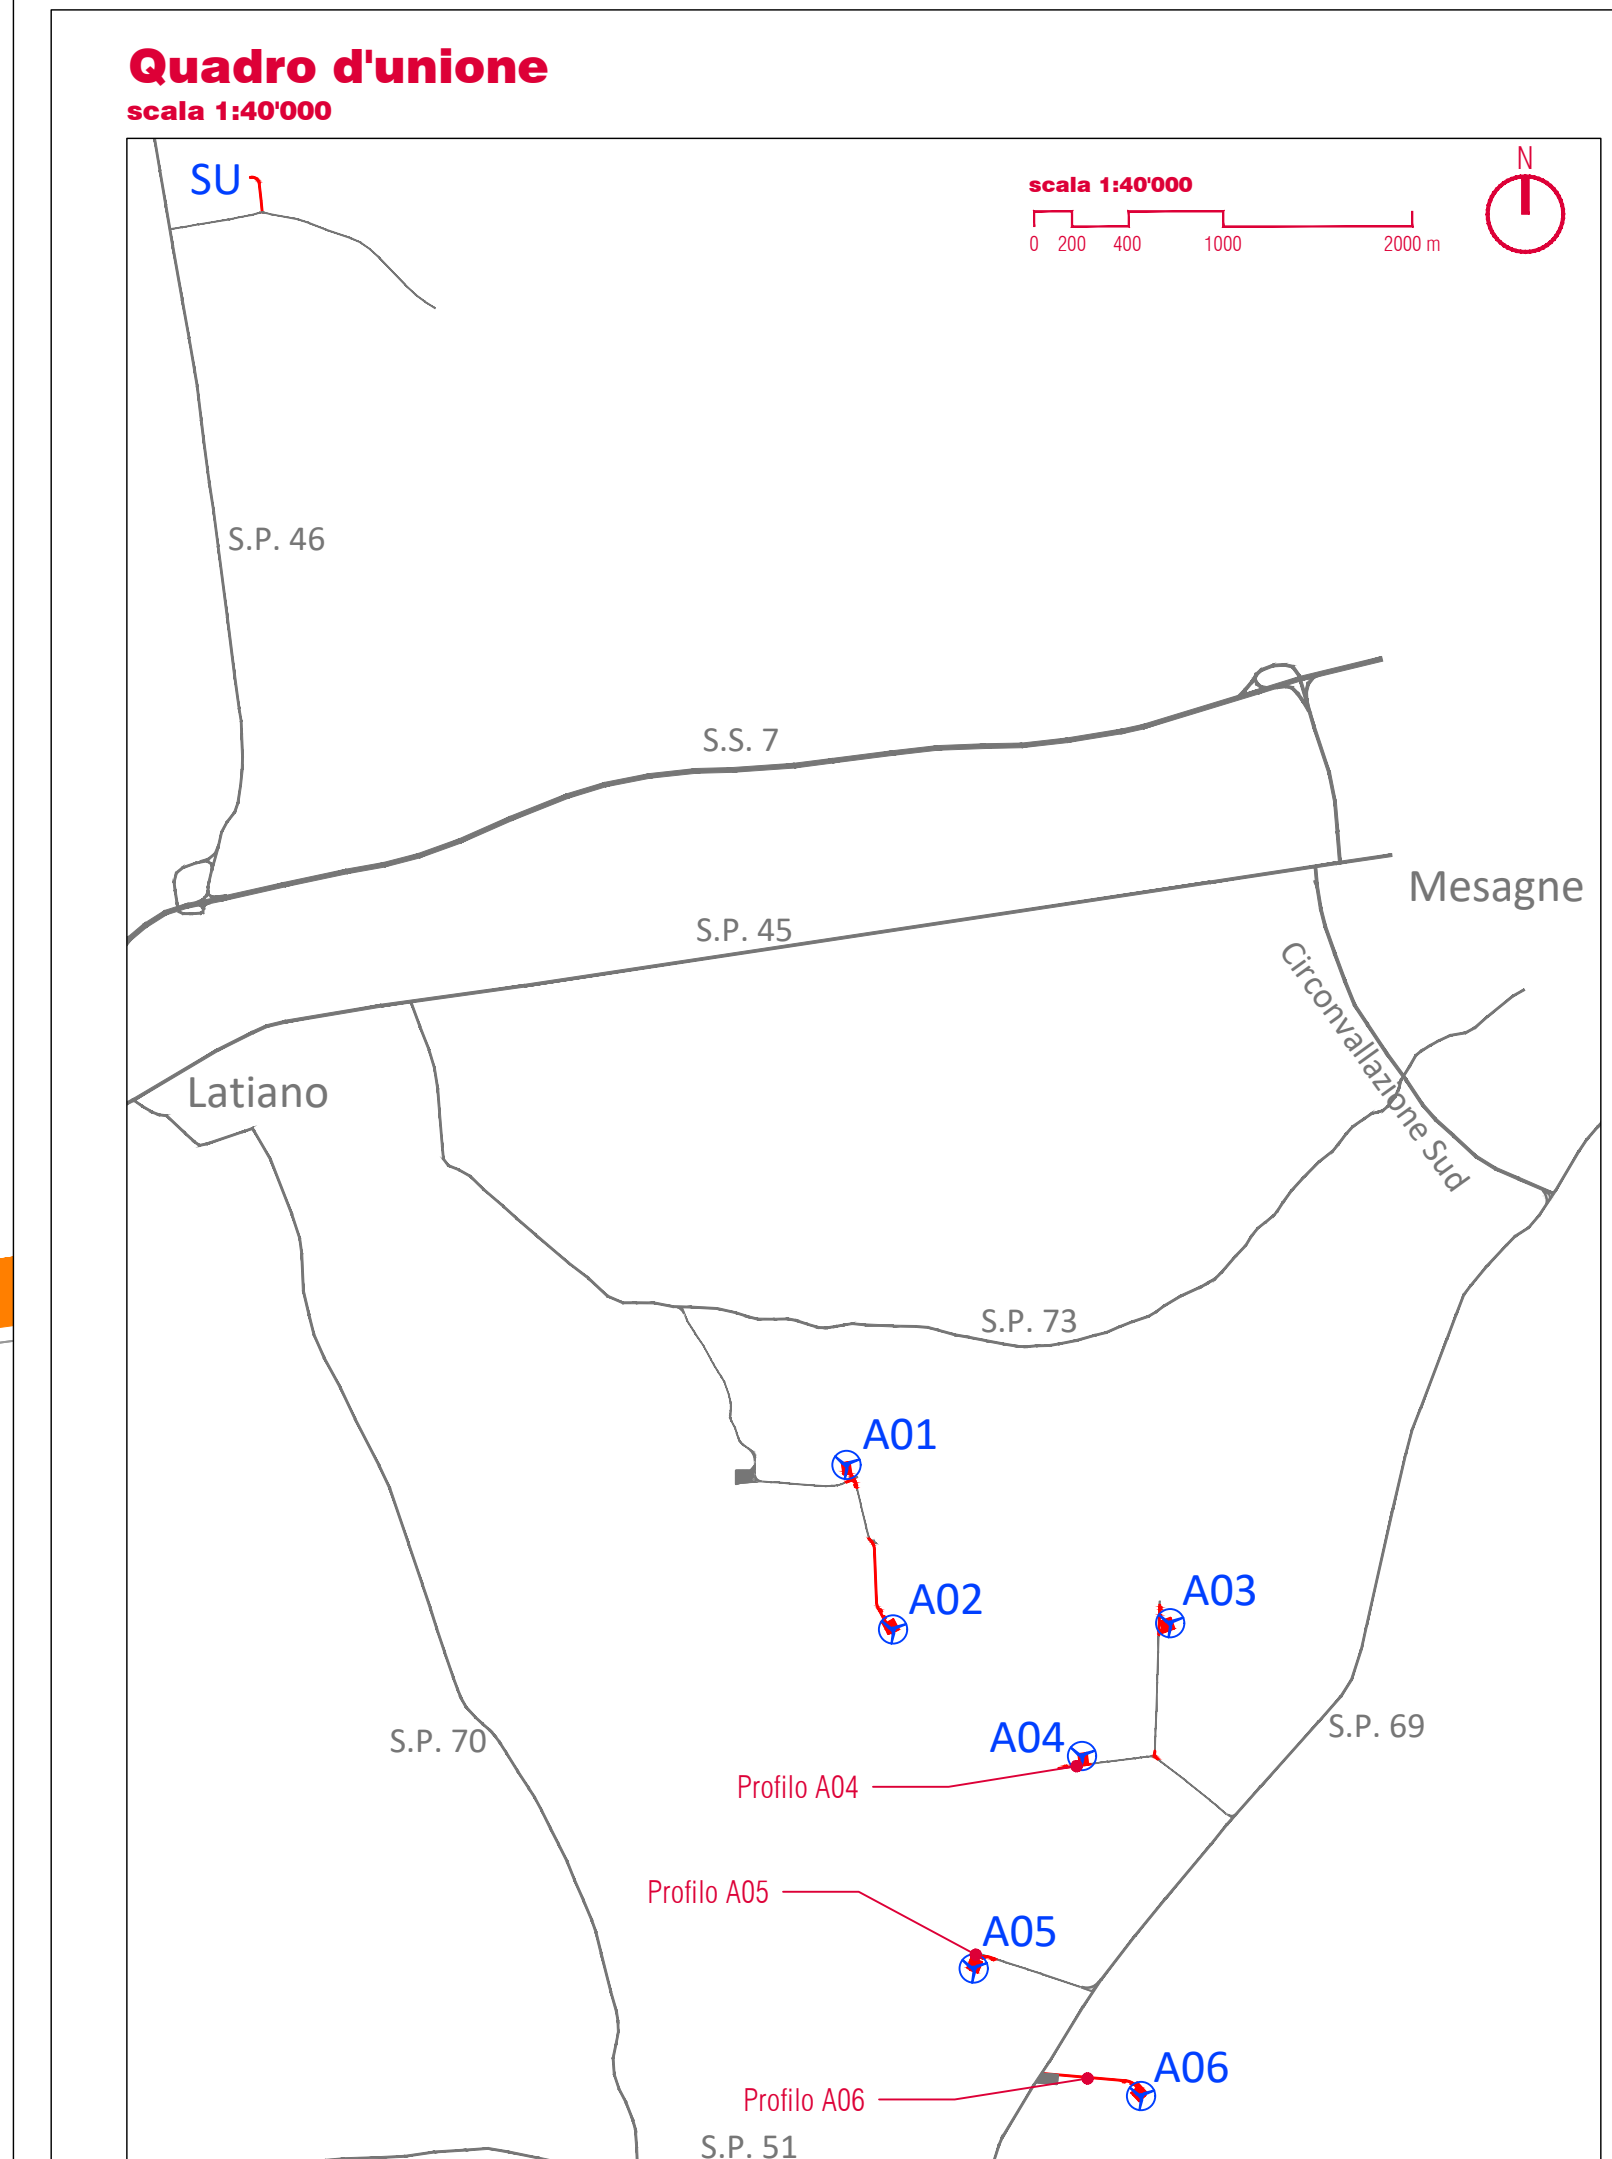 Quadro d'unione
scala 1:40'000
SU
scala 1:40'000
N
0 200 400 1000 2000 m
S.P. 46
S.S. 7
Mesagne
S.P. 45
Circonvallazione Sud
Latiano
S.P. 73
A01
A02
A03
S.P. 69
S.P. 70
A04
Profilo A04
Profilo A05
A05
A06
Profilo A06
S.P. 51